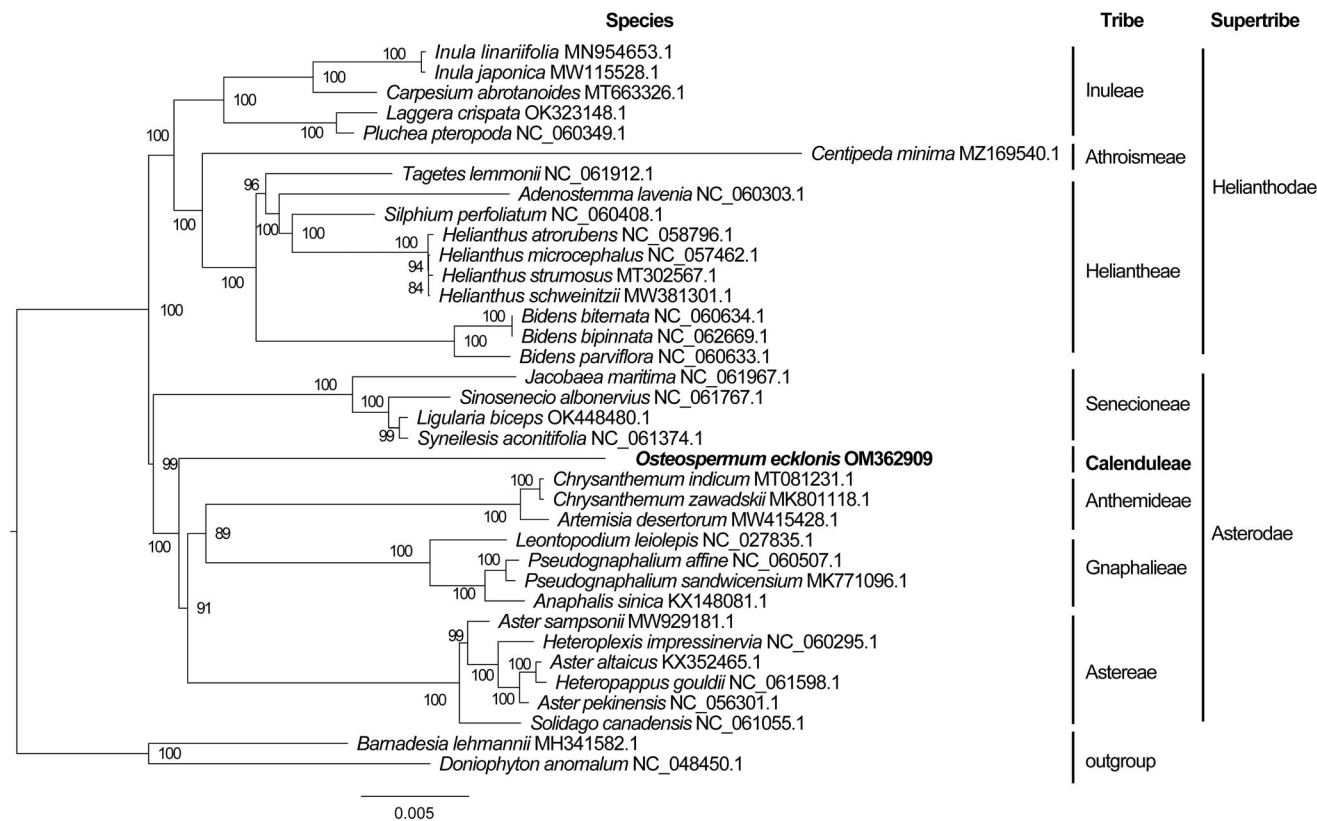 Species Tribe Supertribe
100 Inula linariifolia MN954653.1
100 Inula japonica MW115528.1
Carpesium abrotanoides MT663326.1 Inuleae
100
Laggera crispata OK323148.1
100 100 Pluchea pteropoda NC_060349.1
Centipeda minima MZ169540.1 Athroismeae
Tagetes lemmonii NC_061912.1
96 Helianthodae
Adenostemma lavenia NC_060303.1
Silphium perfoliatum NC_060408.1
100 100 100
100 Helianthus atrorubens NC_058796.1
Helianthus microcephalus NC_057462.1
94 Heliantheae
Helianthus strumosus MT302567.1
100 84
Helianthus schweinitzii MW381301.1
100 100 Bidens biternata NC_060634.1
100 Bidens bipinnata NC_062669.1
Bidens parviflora NC_060633.1
100 Jacobaea maritima NC_061967.1
100 Sinosenecio albonervius NC_061767.1
Senecioneae
Ligularia biceps OK448480.1
99 Syneilesis aconitifolia NC_061374.1
99 Osteospermum ecklonis OM362909 Calenduleae
100 Chrysanthemum indicum MT081231.1
Chrysanthemum zawadskii MK801118.1 Anthemideae
100 Artemisia desertorum MW415428.1
89 Asterodae
100 100 Leontopodium leiolepis NC_027835.1
100 Pseudognaphalium affine NC_060507.1
Gnaphalieae
Pseudognaphalium sandwicensium MK771096.1
100
Anaphalis sinica KX148081.1
91
Aster sampsonii MW929181.1
99
Heteroplexis impressinervia NC_060295.1
100 Aster altaicus KX352465.1
100 Astereae
Heteropappus gouldii NC_061598.1
100 100 Aster pekinensis NC_056301.1
Solidago canadensis NC_061055.1
Barnadesia lehmannii MH341582.1
100
Doniophyton anomalum NC_048450.1 outgroup
0.005